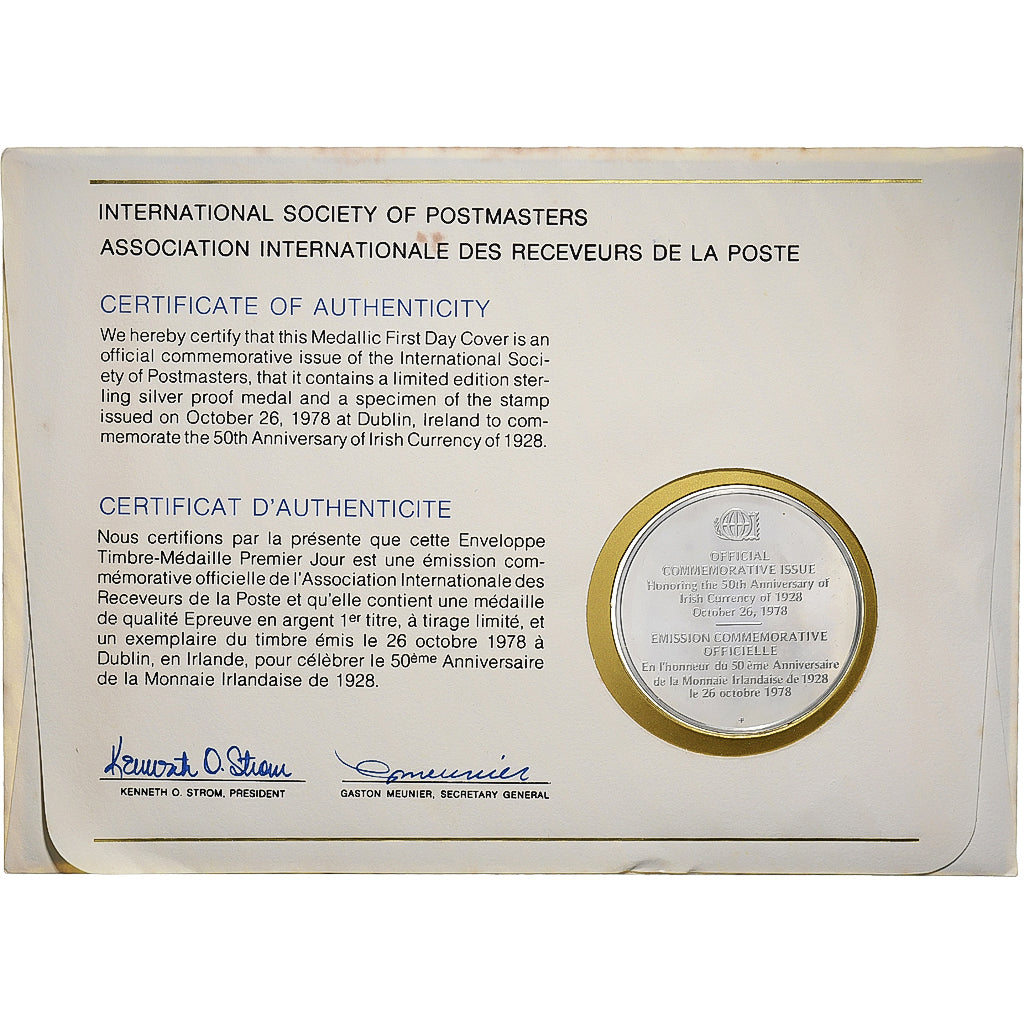 INTERNATIONAL SOCIETY OF POSTMASTERS
ASSOCIATION INTERNATIONALE DES RECEVEURS DE LA POSTE
CERTIFICATE OF AUTHENTICITY
We hereby certify that this Medallic First Day Cover is an
official commemorative issue of the International Soci-
ety of Postmasters, that it contains a limited edition ster-
ling silver proof medal and a specimen of the stamp
issued on October 26, 1978 at Dublin, Ireland to com-
memorate the 50th Anniversary of Irish Currency of 1928.
CERTIFICAT D'AUTHENTICITE
Nous certifions par la présente que cette Enveloppe
Timbre-Médaille Premier Jour est une émission com-
mémorative officielle de l'Association Internationale des
Receveurs de la Poste et qu'elle contient une médaille
de qualité Epreuve en argent 1er titre, à tirage limité, et
un exemplaire du timbre émis le 26 octobre 1978 à
Dublin, en Irlande, pour célébrer le 50ème Anniversaire
de la Monnaie Irlandaise de 1928.
Kenneth O. Strom
KENNETH O. STROM, PRESIDENT
GMeunier
GASTON MEUNIER, SECRETARY GENERAL
OFFICIAL
COMMEMORATIVE ISSUE
Honoring the 50th Anniversary of
Irish Currency of 1928
October 26, 1978
EMISSION COMMEMORATIVE
OFFICIELLE
En l'honneur du 50 ème Anniversaire
de la Monnaie Irlandaise de 1928
le 26 octobre 1978